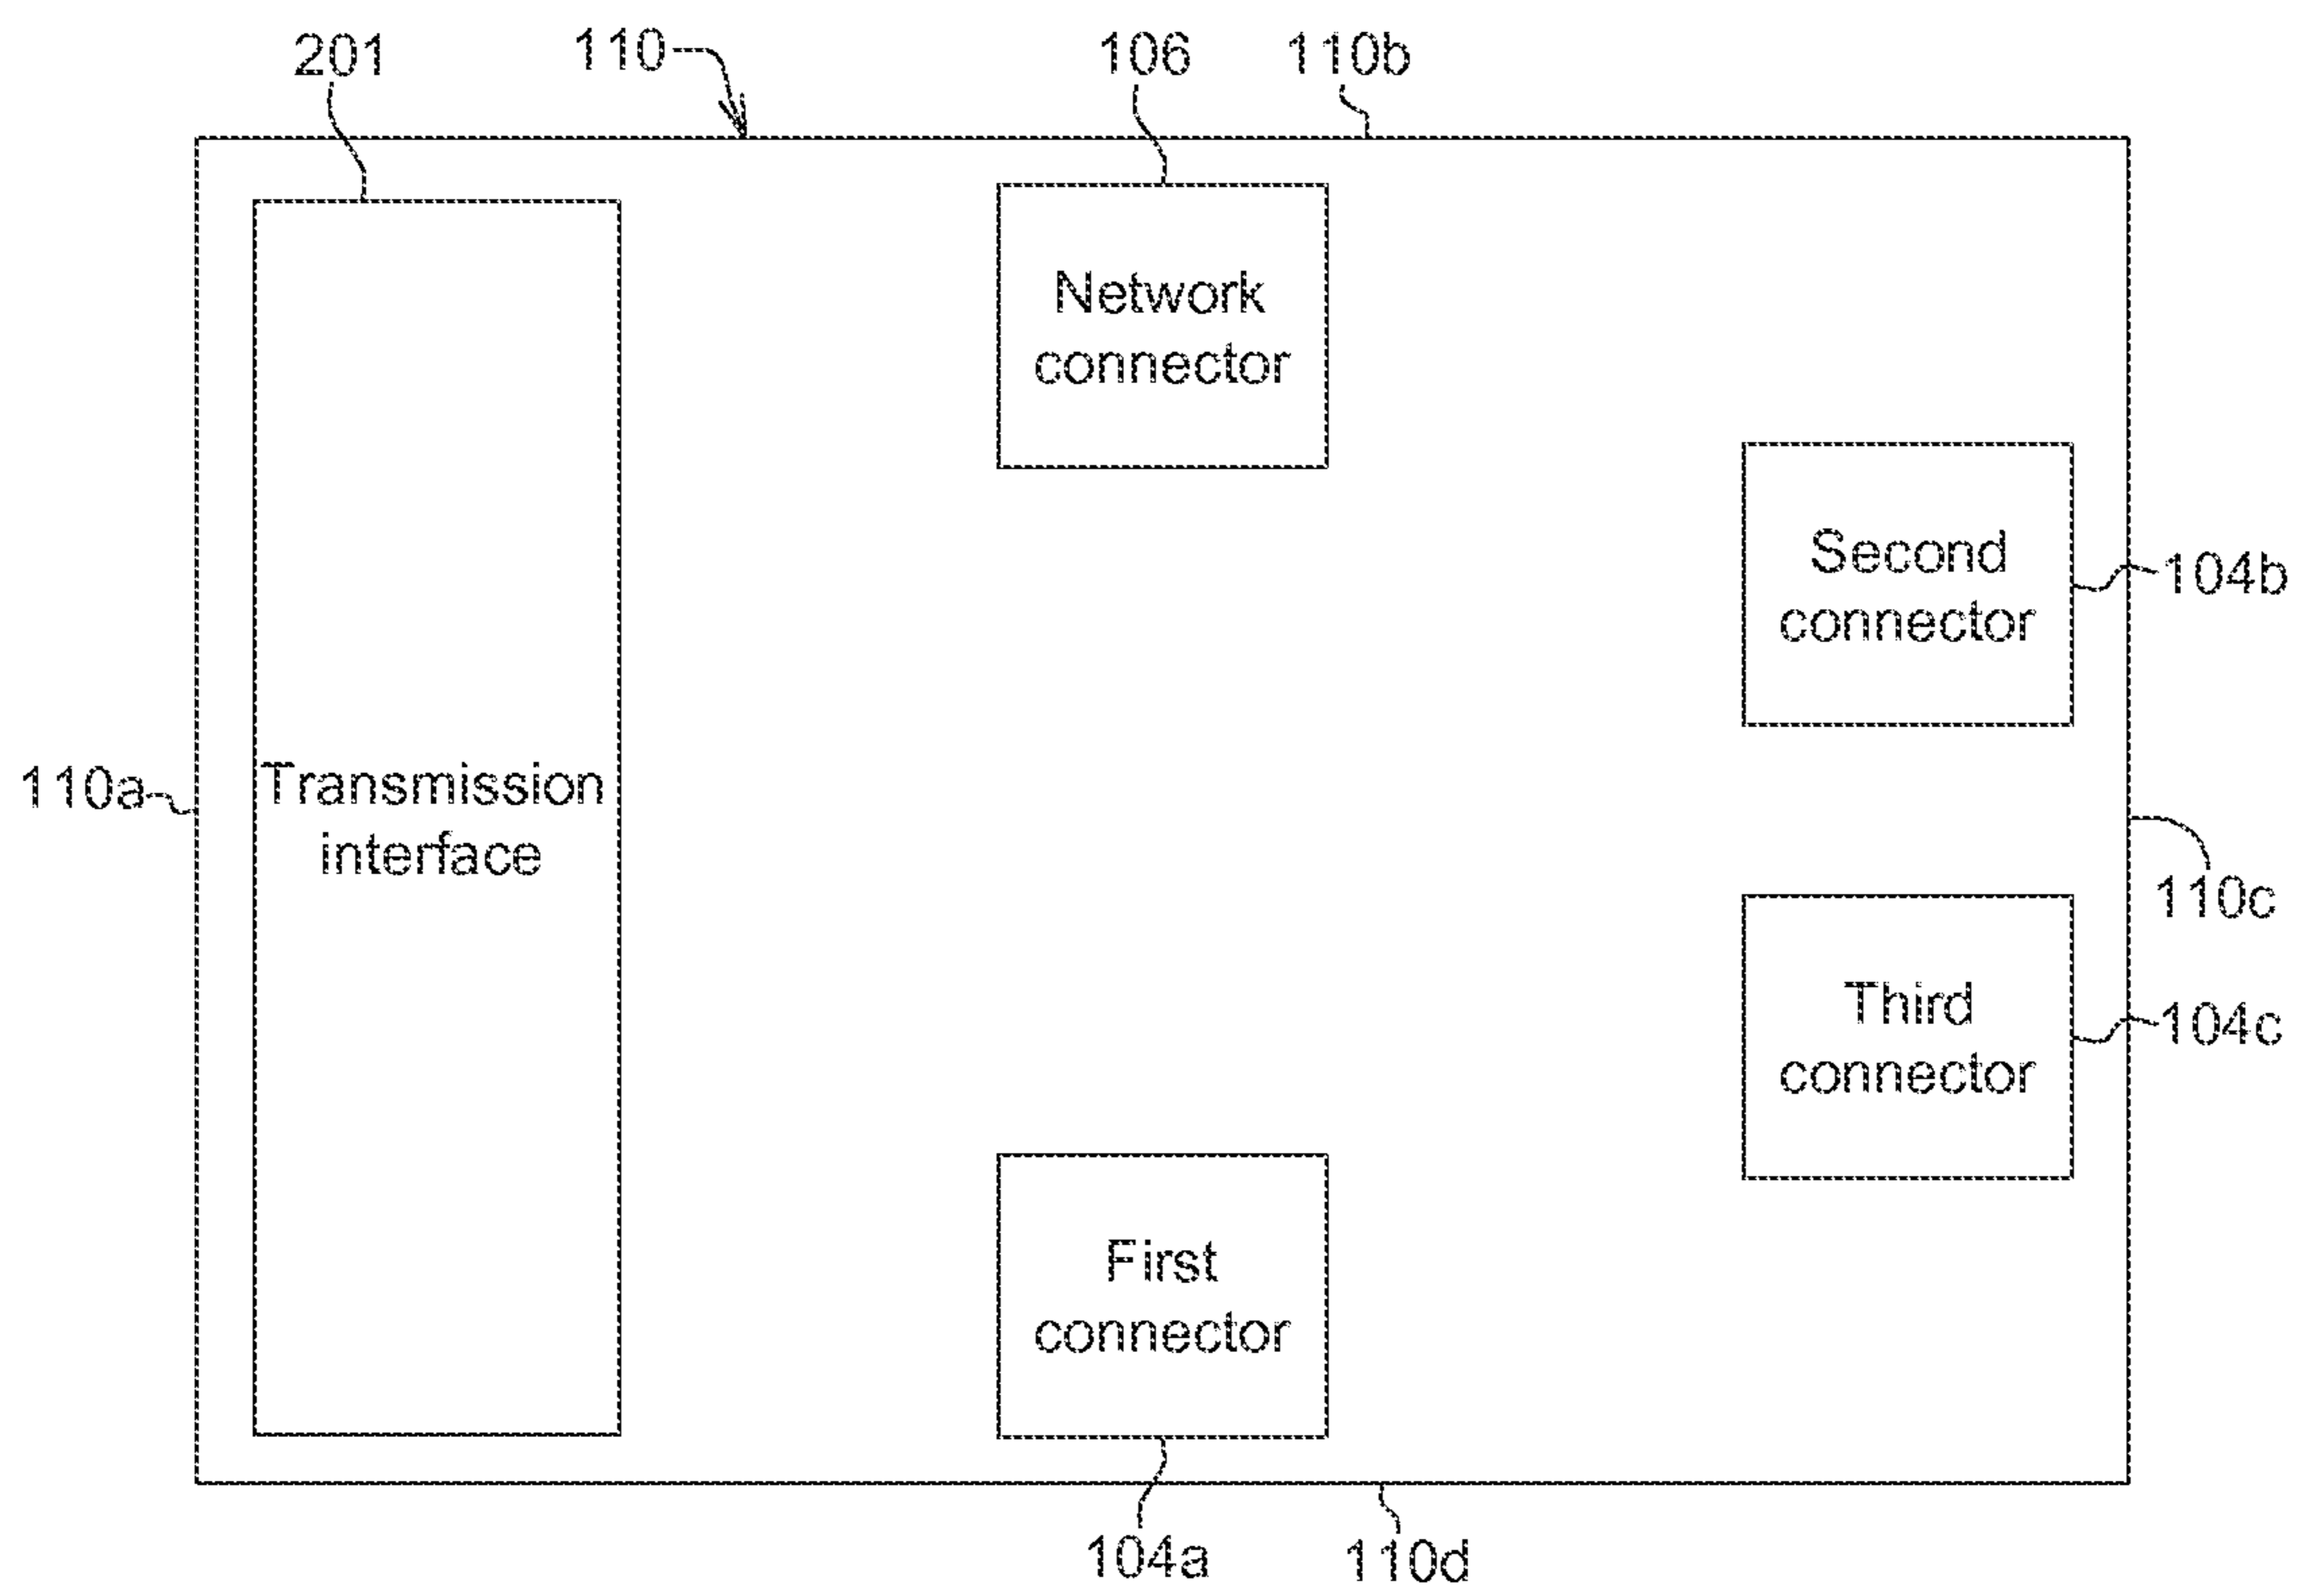 201
110
106
110b
Network
connector
Second
connector
104b
110a
Transmission
interface
110c
Third
connector
104c
First
connector
104a
110d